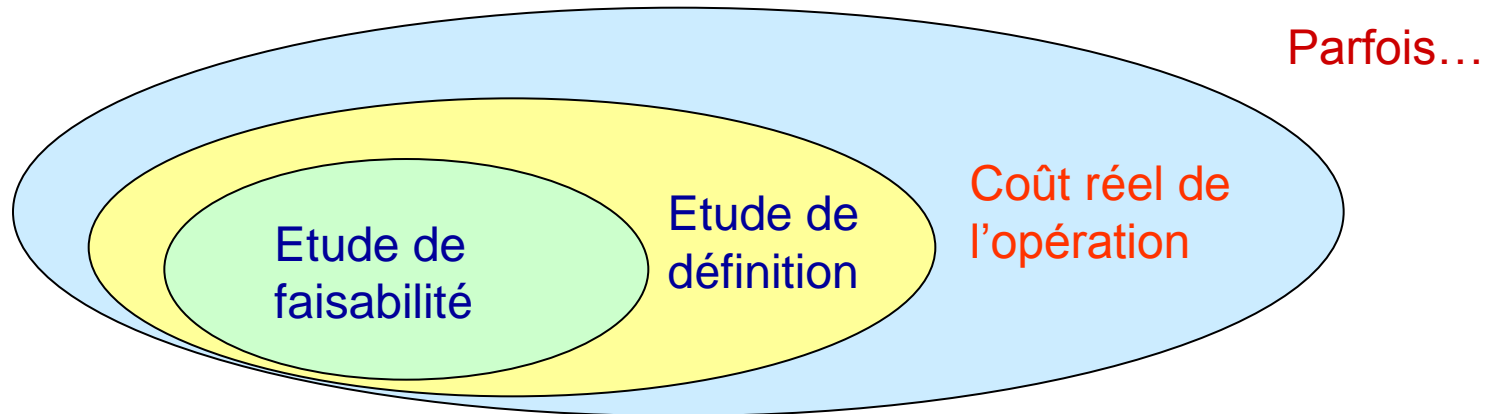 Parfois…
Coût réel de
l’opération
Etude de
définition
Etude de
faisabilité